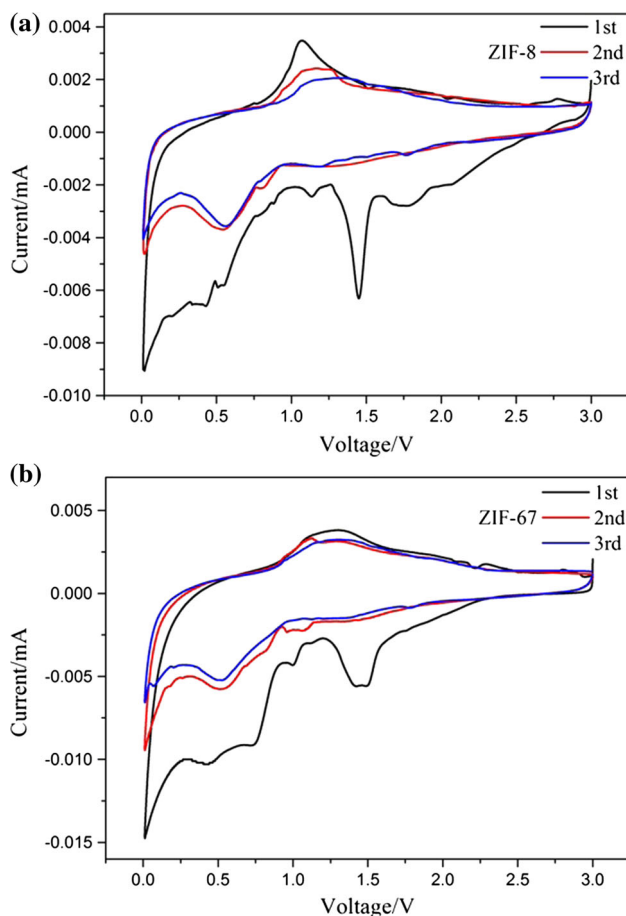 (a)
0.004
0.002
0.000
-0.002
-0.004
-0.006
-0.008
-0.010
Current/mA
ZIF-8
1st
2nd
3rd
0.0 0.5 1.0 1.5 2.0 2.5 3.0
Voltage/V
(b)
0.005
0.000
-0.005
-0.010
-0.015
Current/mA
ZIF-67
1st
2nd
3rd
0.0 0.5 1.0 1.5 2.0 2.5 3.0
Voltage/V